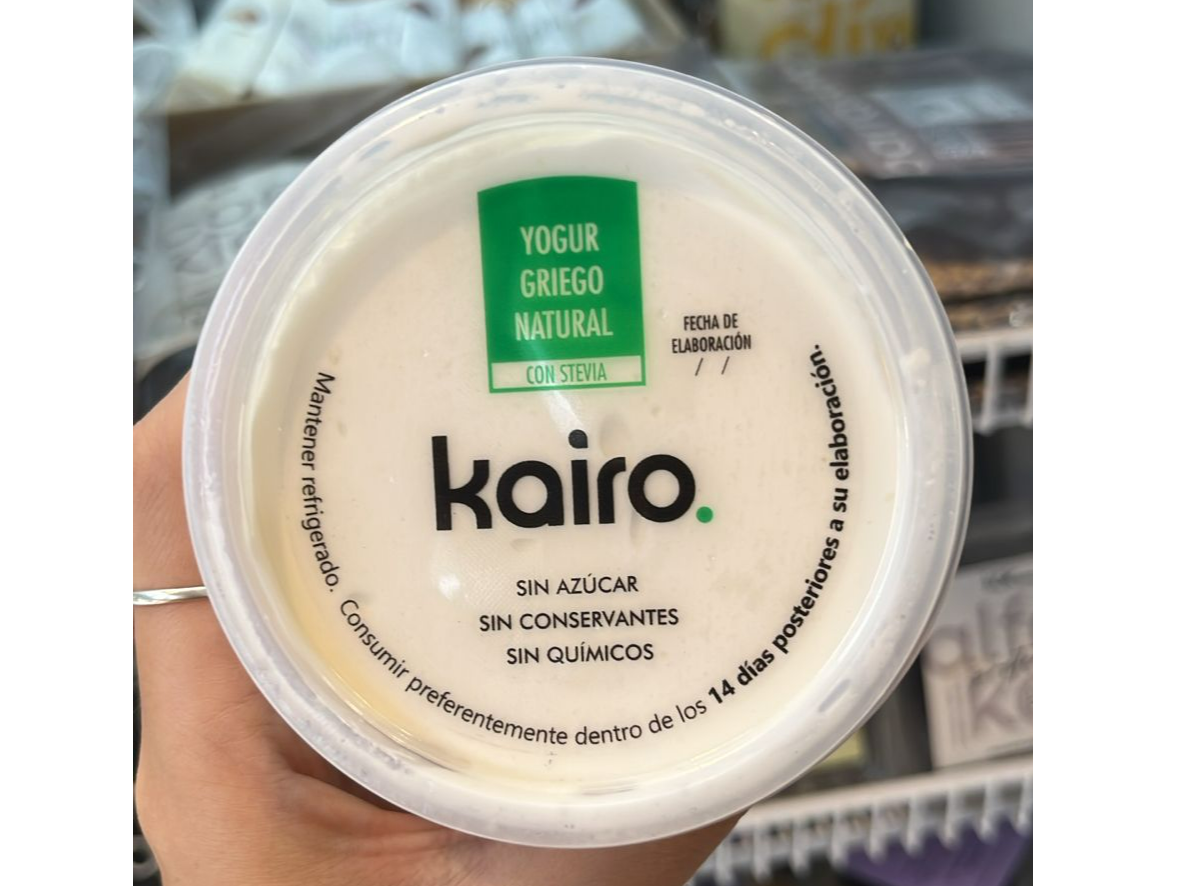 YOGUR
GRIEGO
NATURAL
CON STEVIA
FECHA DE
ELABORACIÓN
/ /
kairo.
SIN AZÚCAR
SIN CONSERVANTES
SIN QUÍMICOS
Mantener refrigerado. Consumir preferentemente dentro de los 14 días posteriores a su elaboración.